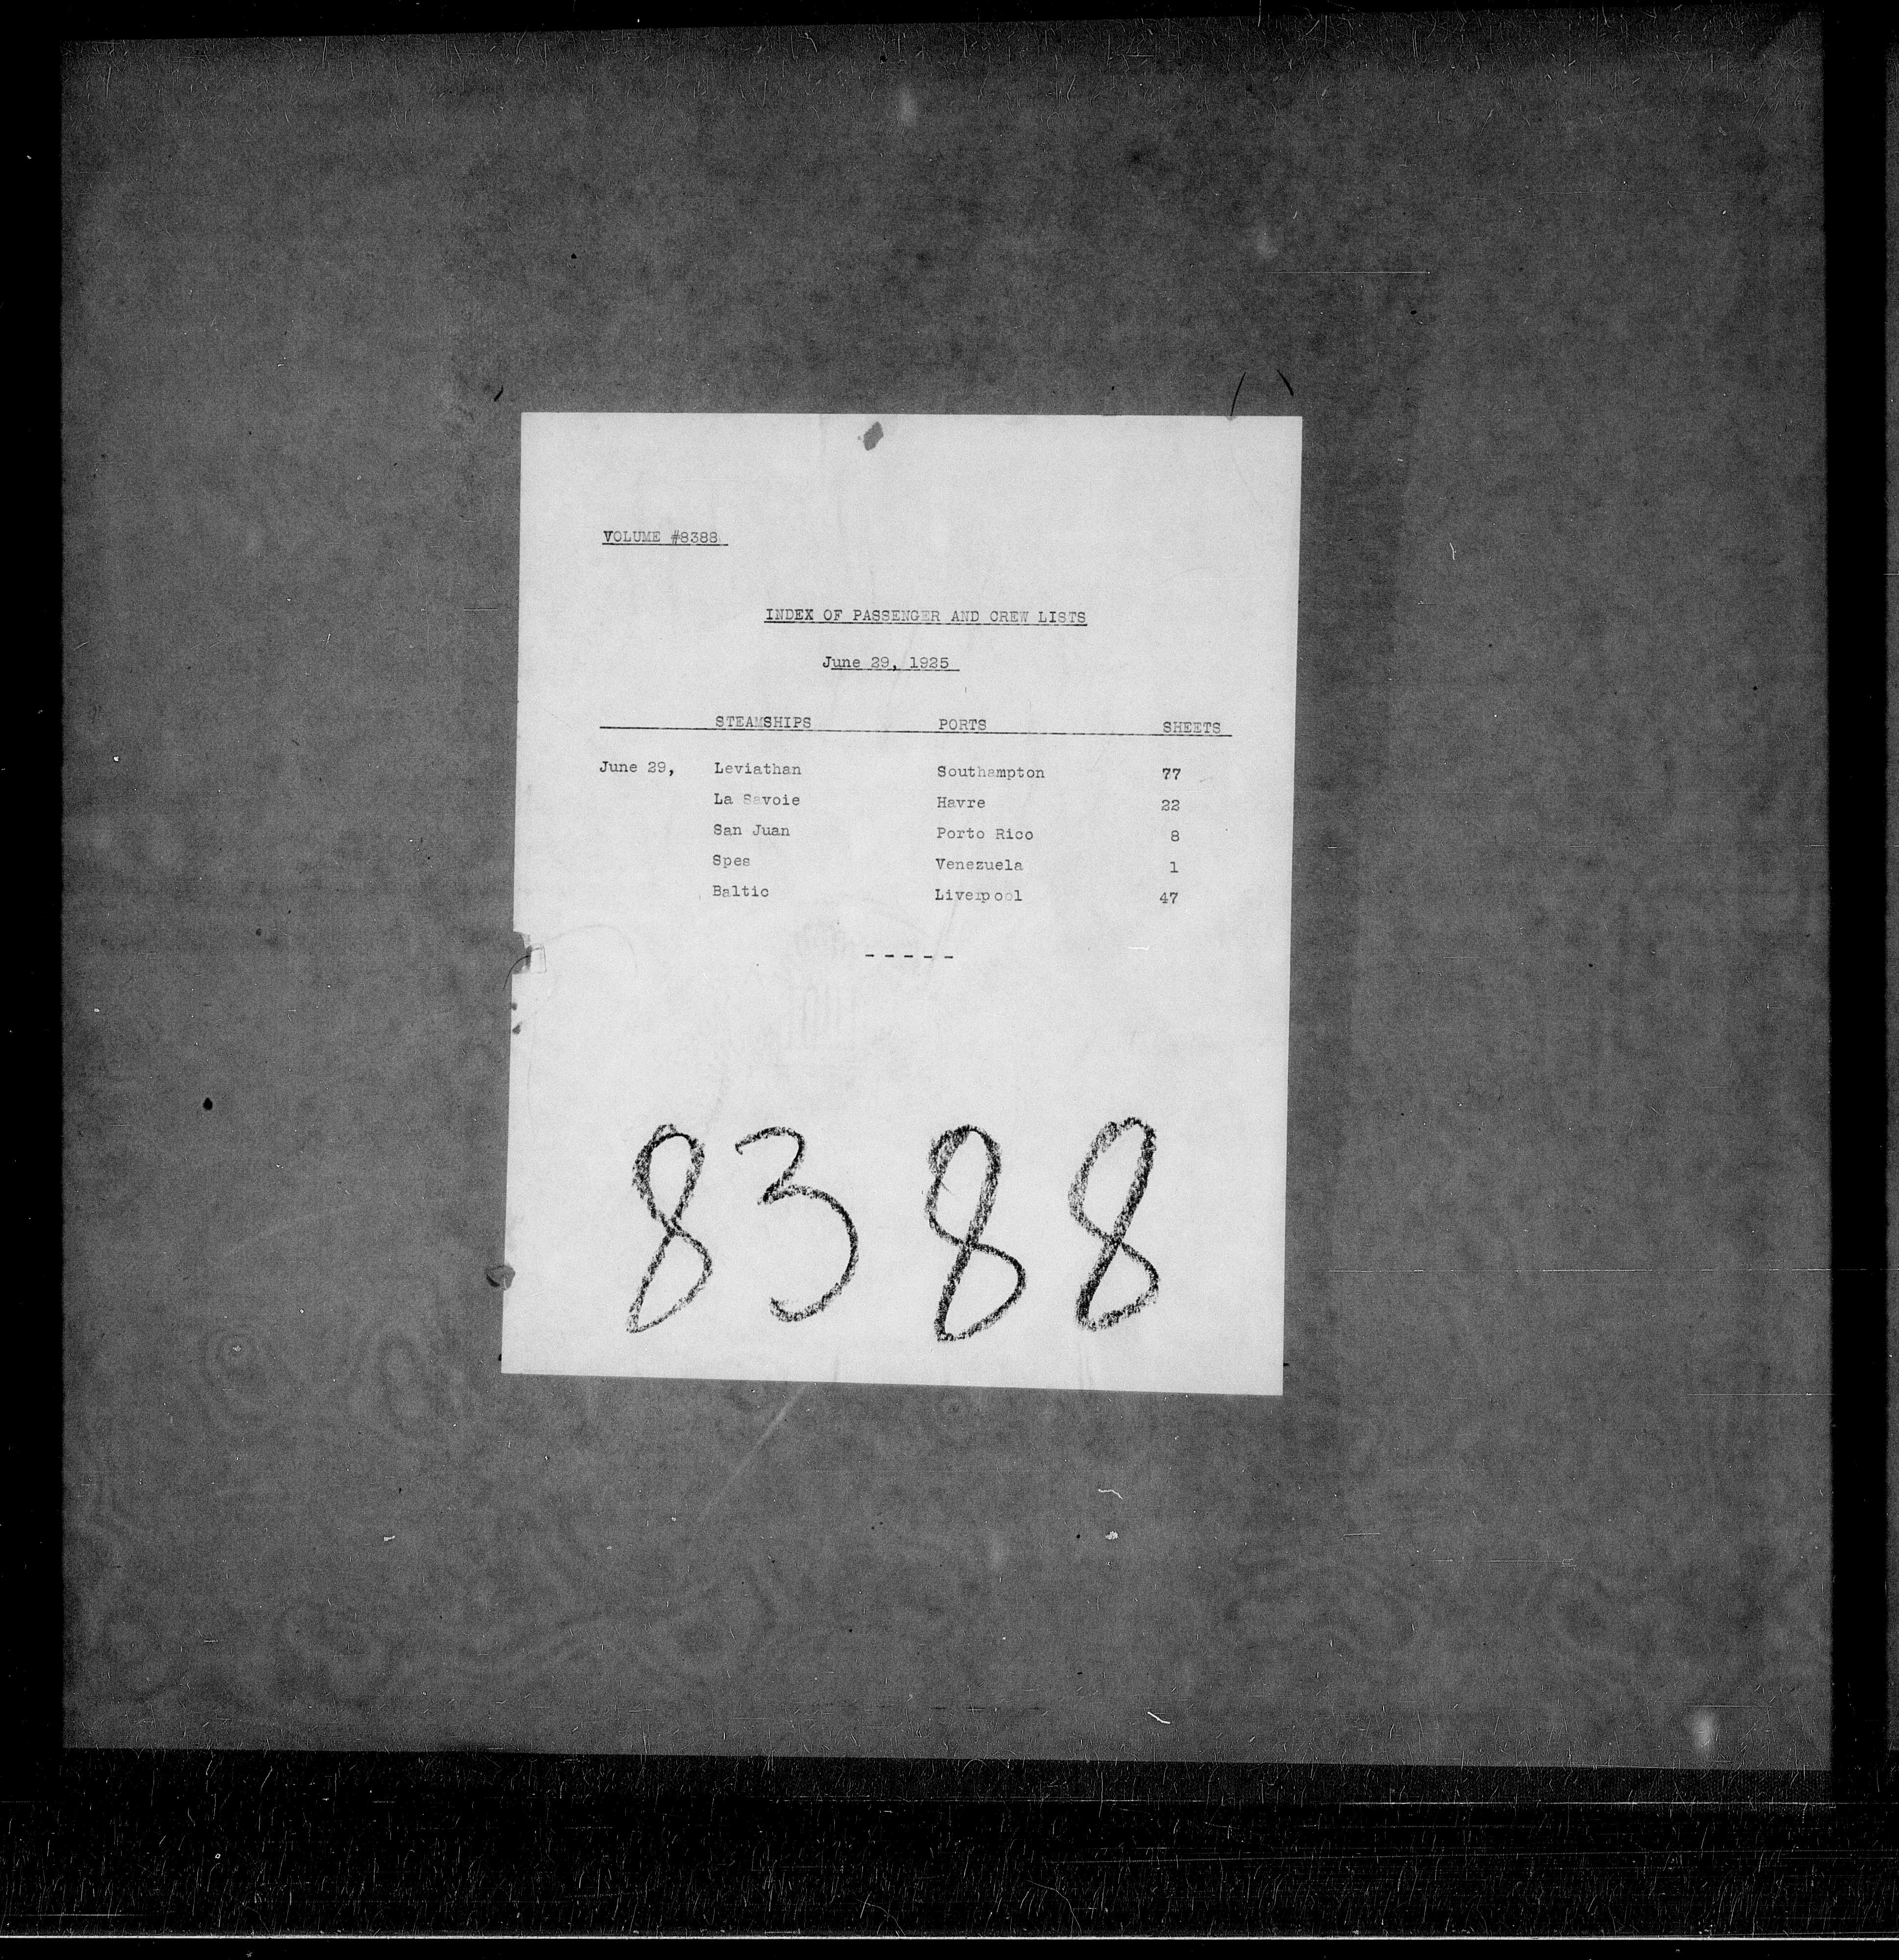 VOLUME #8388
INDEX OF PASSENGER AND CREW LISTS
June 29, 1925
STEAMSHIPS PORTS SHEETS
June 29, Leviathan Southampton 77
La Savoie Havre 22
San Juan Porto Rico 8
Spes Venezuela 1
Baltic Liverpool 47
- - - - -
8388